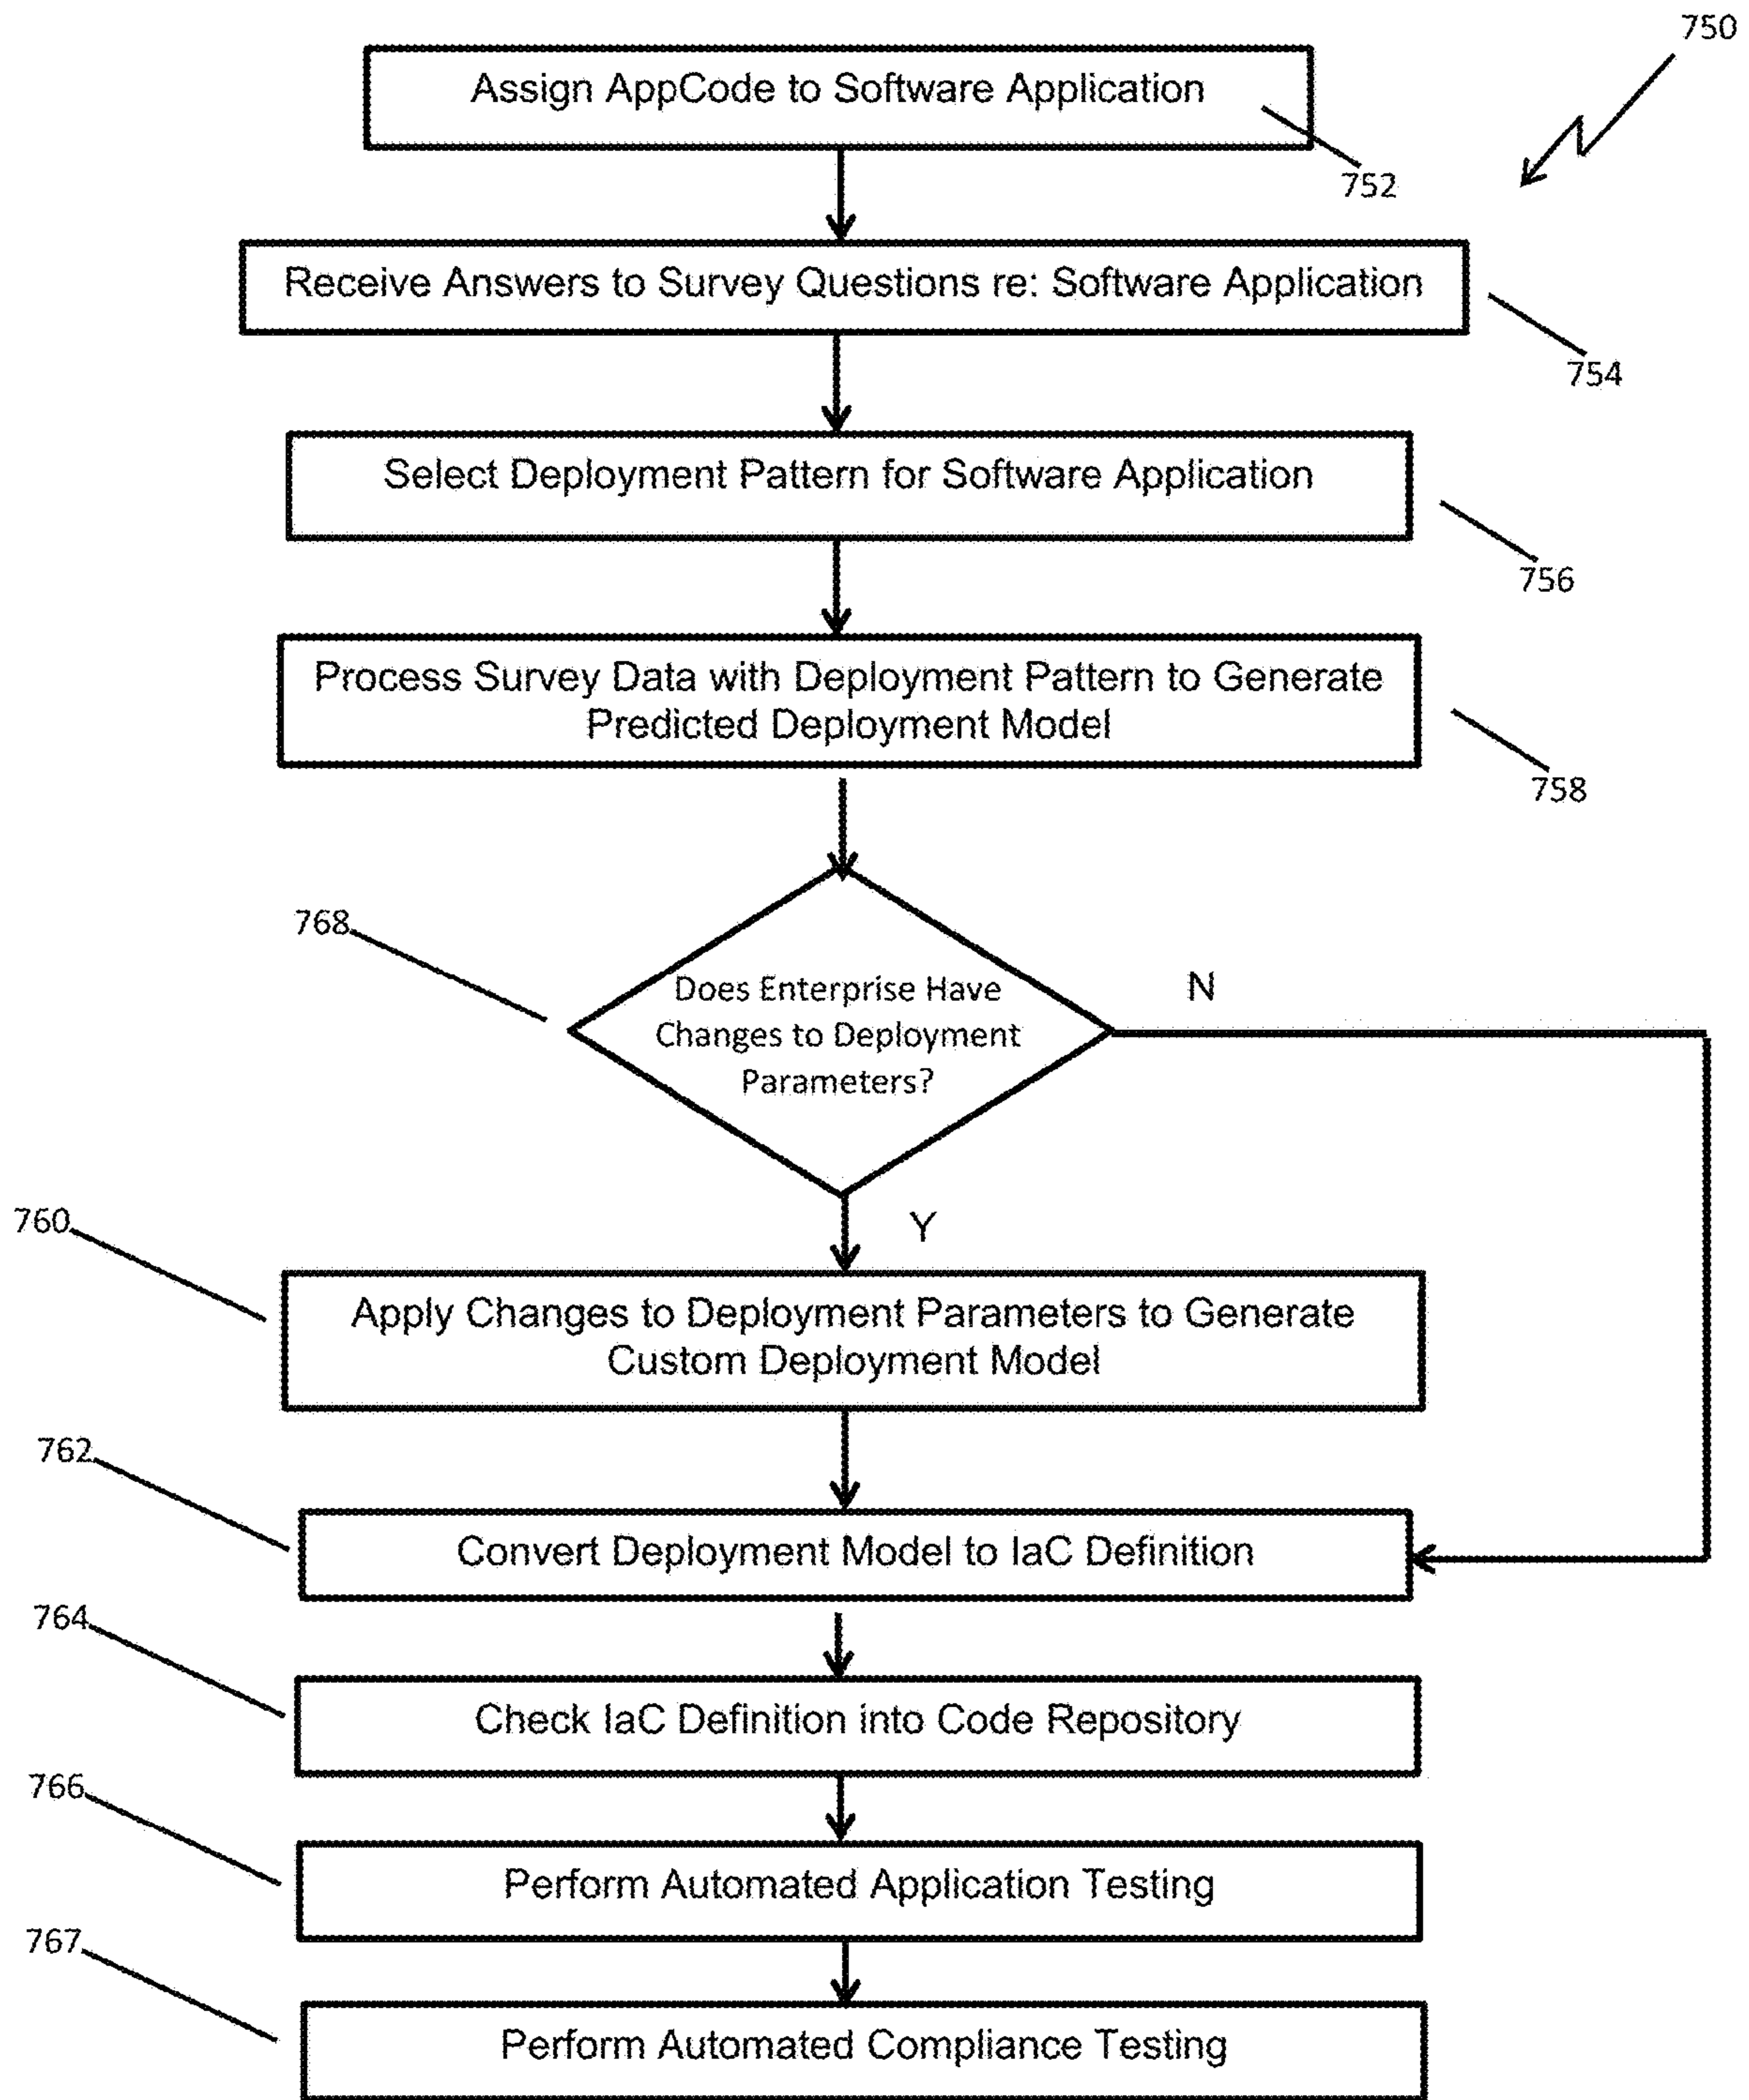 750
Assign AppCode to Software Application
752
Receive Answers to Survey Questions re: Software Application
754
Select Deployment Pattern for Software Application
756
Process Survey Data with Deployment Pattern to Generate
Predicted Deployment Model
758
768
Does Enterprise Have
Changes to Deployment
Parameters?
N
Y
760
Apply Changes to Deployment Parameters to Generate
Custom Deployment Model
762
Convert Deployment Model to IaC Definition
764
Check IaC Definition into Code Repository
766
Perform Automated Application Testing
767
Perform Automated Compliance Testing